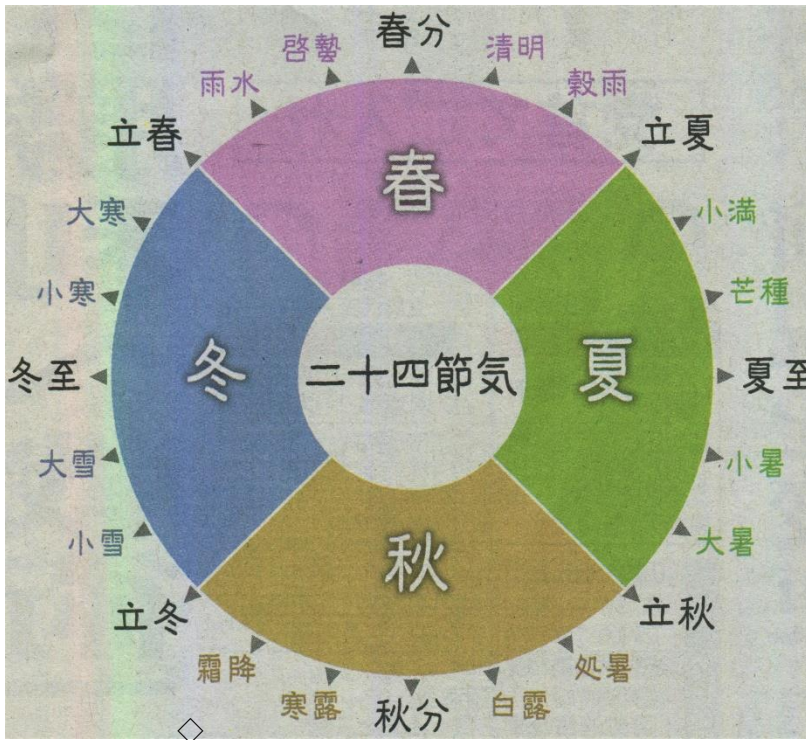 二十四節気
春
立春
雨水
啓蟄
春分
清明
穀雨
夏
立夏
小満
芒種
夏至
小暑
大暑
秋
立秋
処暑
白露
秋分
寒露
霜降
冬
立冬
小雪
大雪
冬至
小寒
大寒